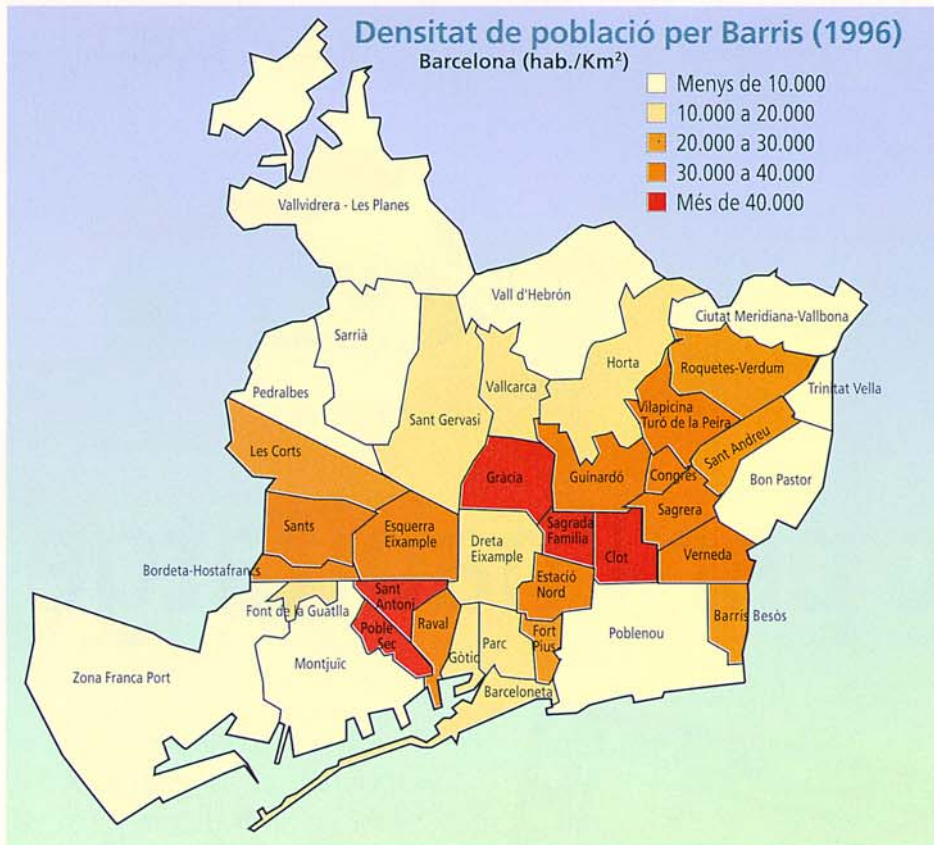 Densitat de població per Barris (1996)
Barcelona (hab./Km²)
Menys de 10.000
10.000 a 20.000
20.000 a 30.000
30.000 a 40.000
Més de 40.000
Vallvidrera - Les Planes
Vall d'Hebrón
Ciutat Meridiana-Vallbona
Sarrià
Horta
Roquetes-Verdum
Pedralbes
Vallcarca
Trinitat Vella
Sant Gervasi
Vilapicina
Turó de la Peira
Sant Andreu
Les Corts
Gràcia
Guinardó
Congrés
Bon Pastor
Sagrera
Sants
Esquerra
Eixample
Dreta
Eixample
Sagrada
Familia
Clot
Verneda
Bordeta-Hostafrancs
Estació
Nord
Sant
Antoni
Font de la Guatlla
Barris Besòs
Raval
Fort
Pius
Poble
Sec
Poblenou
Parc
Gòtic
Montjuïc
Zona Franca Port
Barceloneta